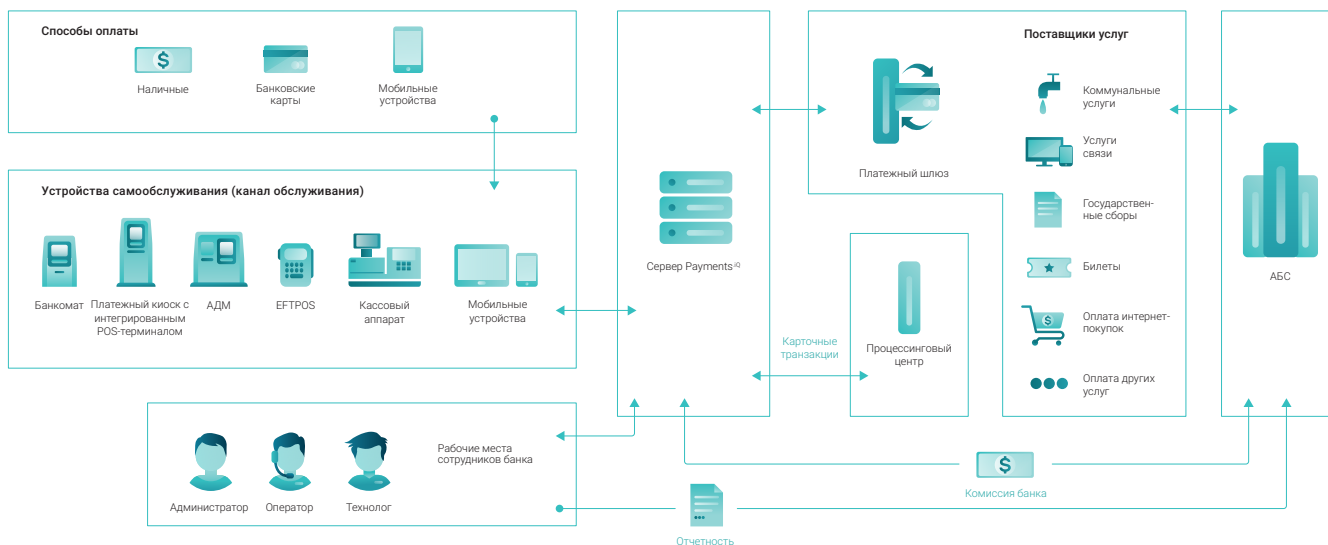 Способы оплаты
Наличные
Банковские
карты
Мобильные
устройства
Устройства самообслуживания (канал обслуживания)
Банкомат
Платежный киоск с
интегрированным
POS-терминалом
АДМ
EFTPOS
Кассовый
аппарат
Мобильные
устройства
Администратор
Оператор
Технолог
Рабочие места
сотрудников банка
Сервер Payments iQ
Карточные
транзакции
Платежный шлюз
Процессинговый
центр
Поставщики услуг
Коммунальные
услуги
Услуги
связи
Государствен-
ные сборы
Билеты
Оплата интернет-
покупок
Оплата других
услуг
АБС
Комиссия банка
Отчетность